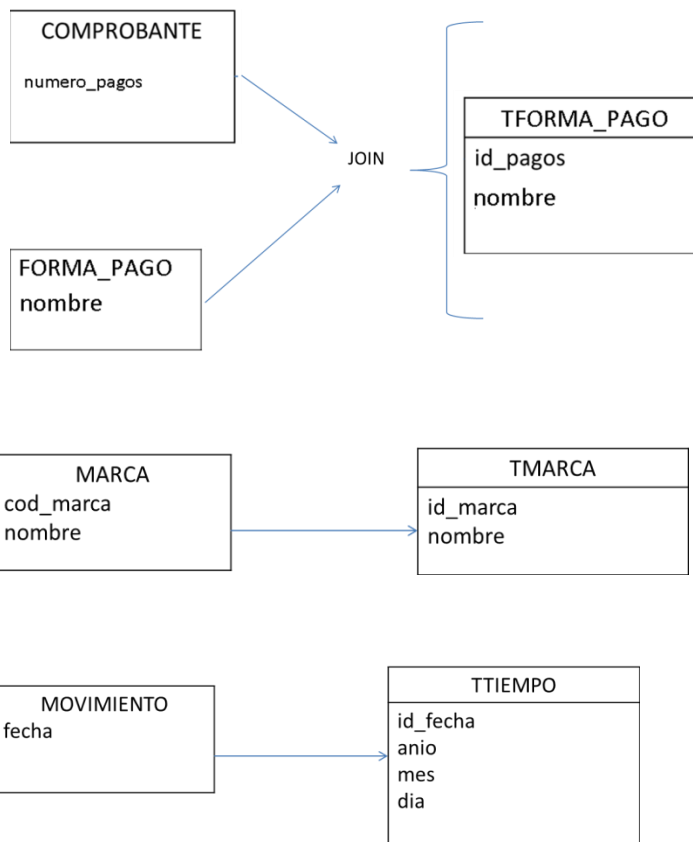 COMPROBANTE
numero_pagos
JOIN
TFORMA_PAGO
id_pagos
nombre
FORMA_PAGO
nombre
MARCA
cod_marca
nombre
TMARCA
id_marca
nombre
MOVIMIENTO
fecha
TTIEMPO
id_fecha
anio
mes
dia